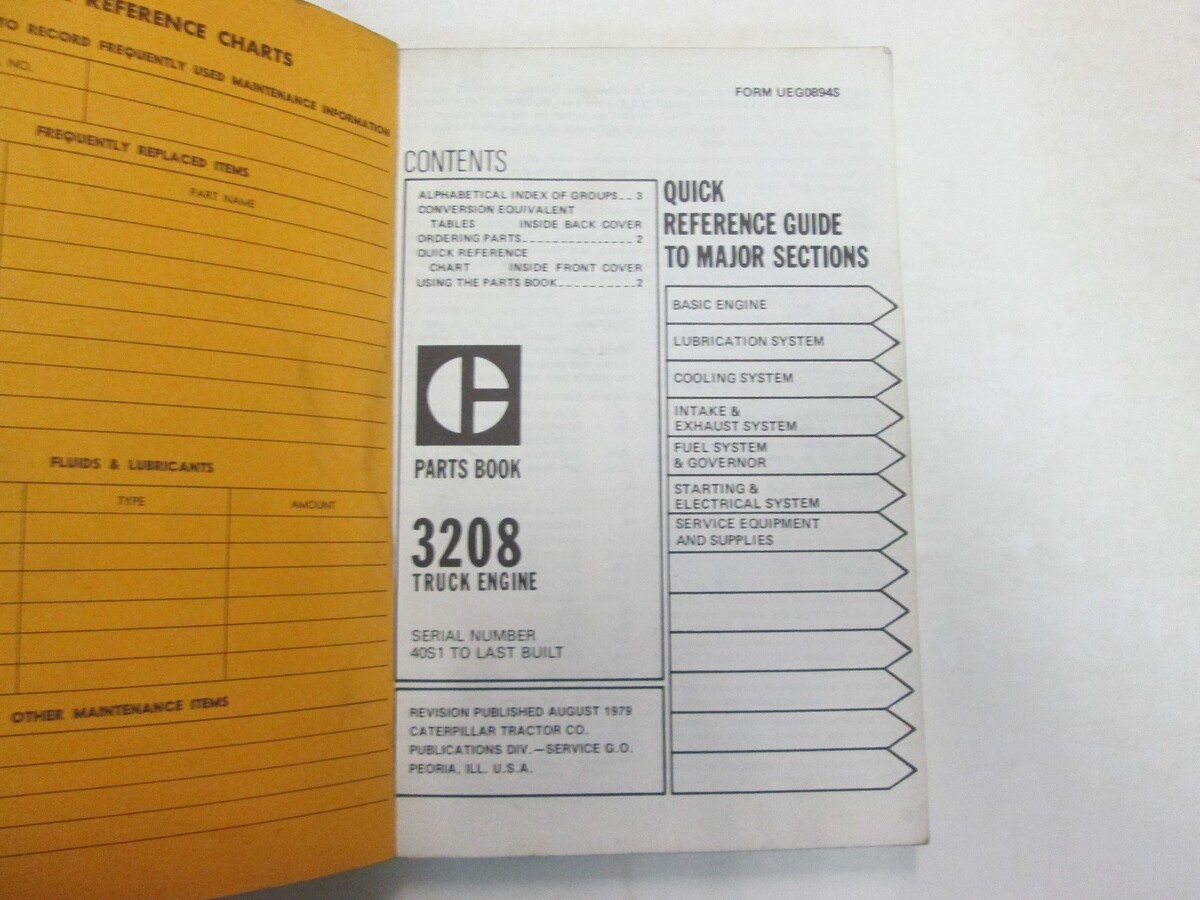 REFERENCE CHARTS
TO RECORD FREQUENTLY USED MAINTENANCE INFORMATION
NO.
FREQUENTLY REPLACED ITEMS
PART NAME
FLUIDS & LUBRICANTS
TYPE AMOUNT
OTHER MAINTENANCE ITEMS
FORM UEG0894S
CONTENTS
ALPHABETICAL INDEX OF GROUPS__ 3
CONVERSION EQUIVALENT
TABLES INSIDE BACK COVER
ORDERING PARTS_______________ 2
QUICK REFERENCE
CHART INSIDE FRONT COVER
USING THE PARTS BOOK__________2
PARTS BOOK
3208
TRUCK ENGINE
SERIAL NUMBER
40S1 TO LAST BUILT
REVISION PUBLISHED AUGUST 1979
CATERPILLAR TRACTOR CO.
PUBLICATIONS DIV.—SERVICE G.O.
PEORIA, ILL. U.S.A.
QUICK
REFERENCE GUIDE
TO MAJOR SECTIONS
BASIC ENGINE
LUBRICATION SYSTEM
COOLING SYSTEM
INTAKE &
EXHAUST SYSTEM
FUEL SYSTEM
& GOVERNOR
STARTING &
ELECTRICAL SYSTEM
SERVICE EQUIPMENT
AND SUPPLIES